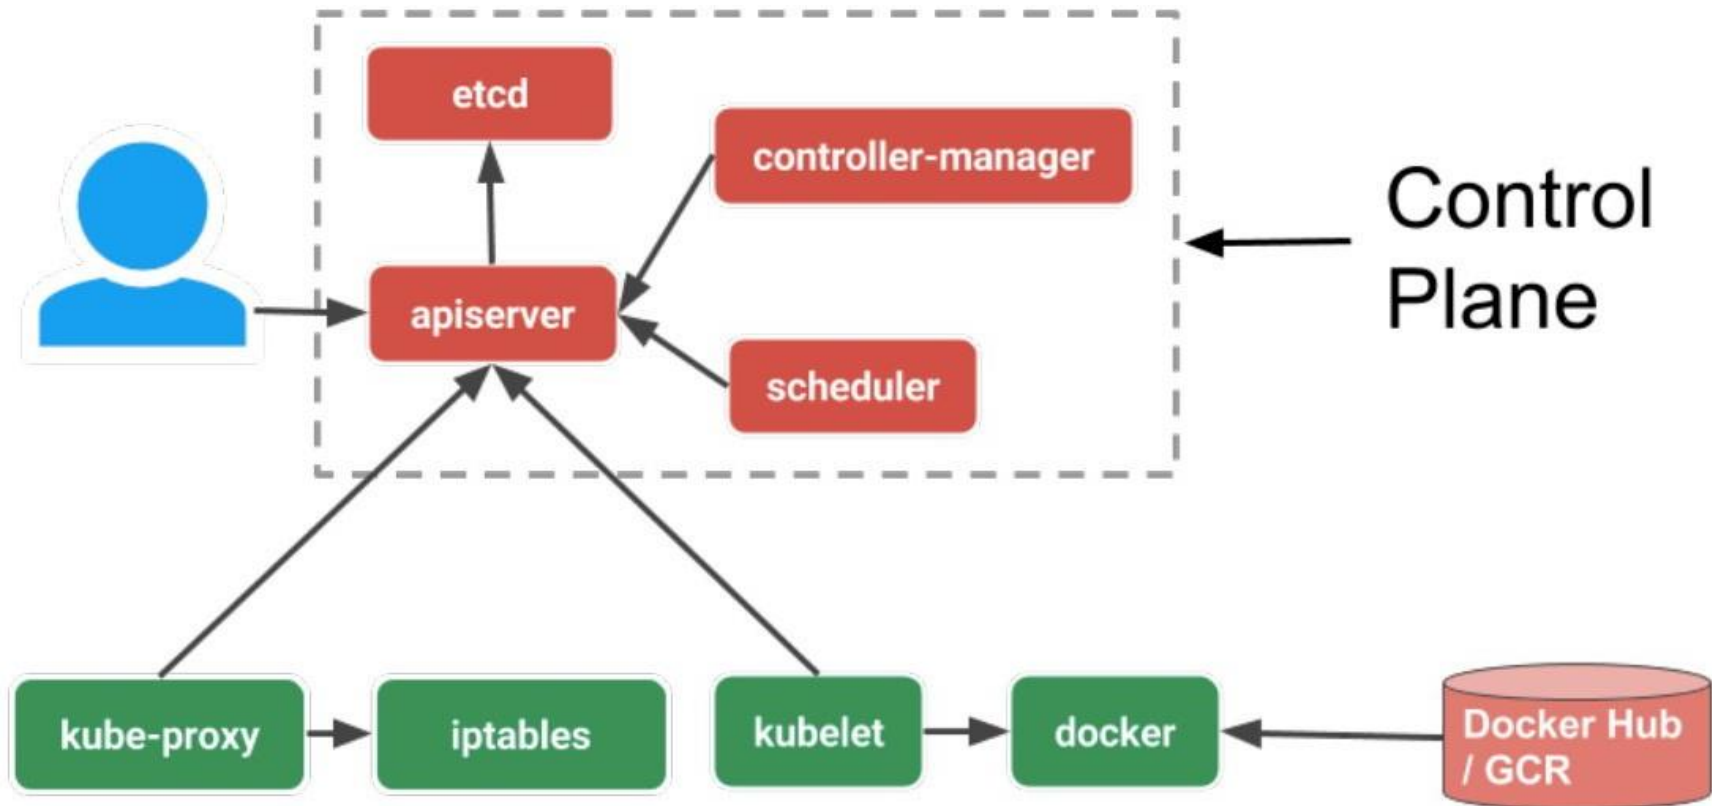 etcd
controller-manager
Control
Plane
apiserver
scheduler
kube-proxy
iptables
kubelet
docker
Docker Hub
/ GCR